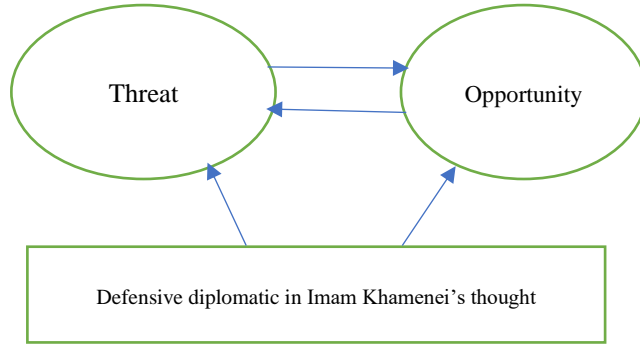 Threat
Opportunity
Defensive diplomatic in Imam Khamenei’s thought